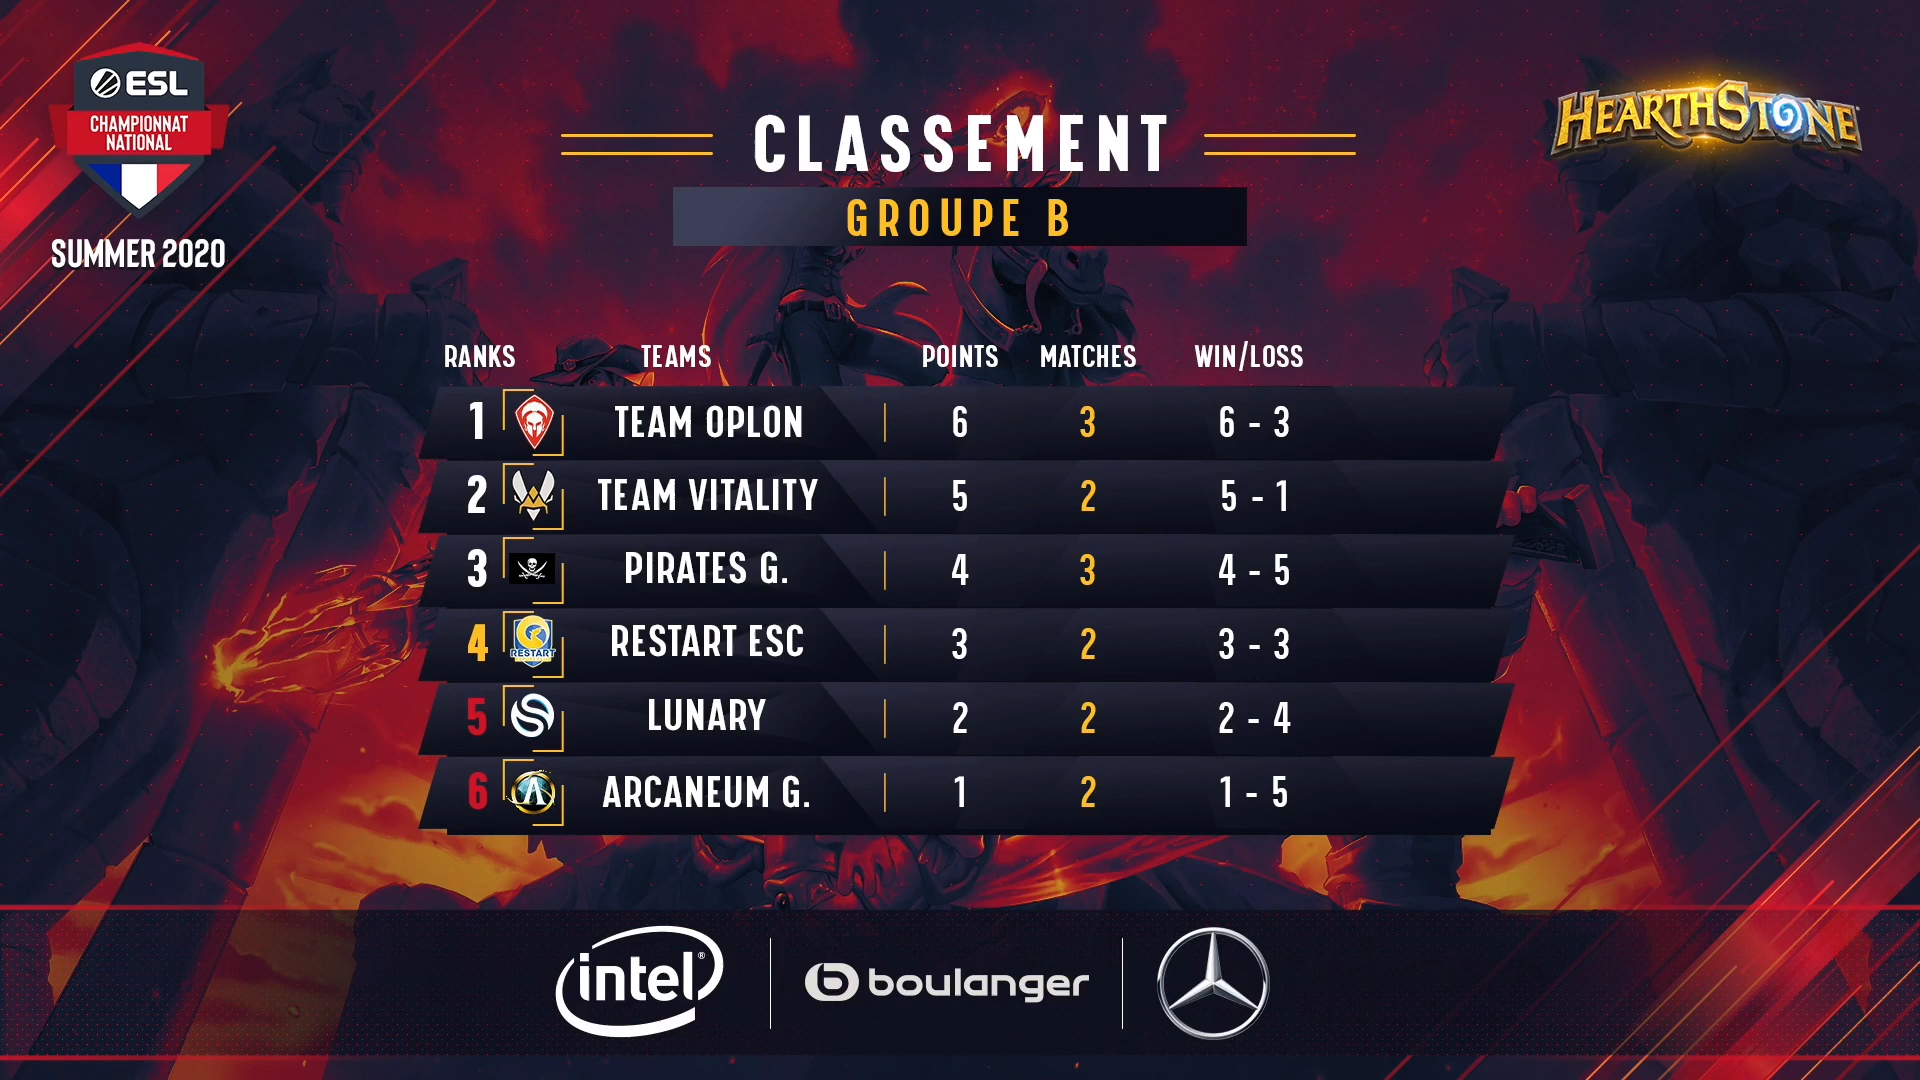 ESL
CHAMPIONNAT
NATIONAL
SUMMER 2020
HEARTHSTONE
CLASSEMENT
GROUPE B
RANKS TEAMS POINTS MATCHES WIN/LOSS
1 TEAM OPLON 6 3 6 - 3
2 TEAM VITALITY 5 2 5 - 1
3 PIRATES G. 4 3 4 - 5
4 RESTART RESTART ESC 3 2 3 - 3
5 LUNARY 2 2 2 - 4
6 A ARCANEUM G. 1 2 1 - 5
intel® boulanger